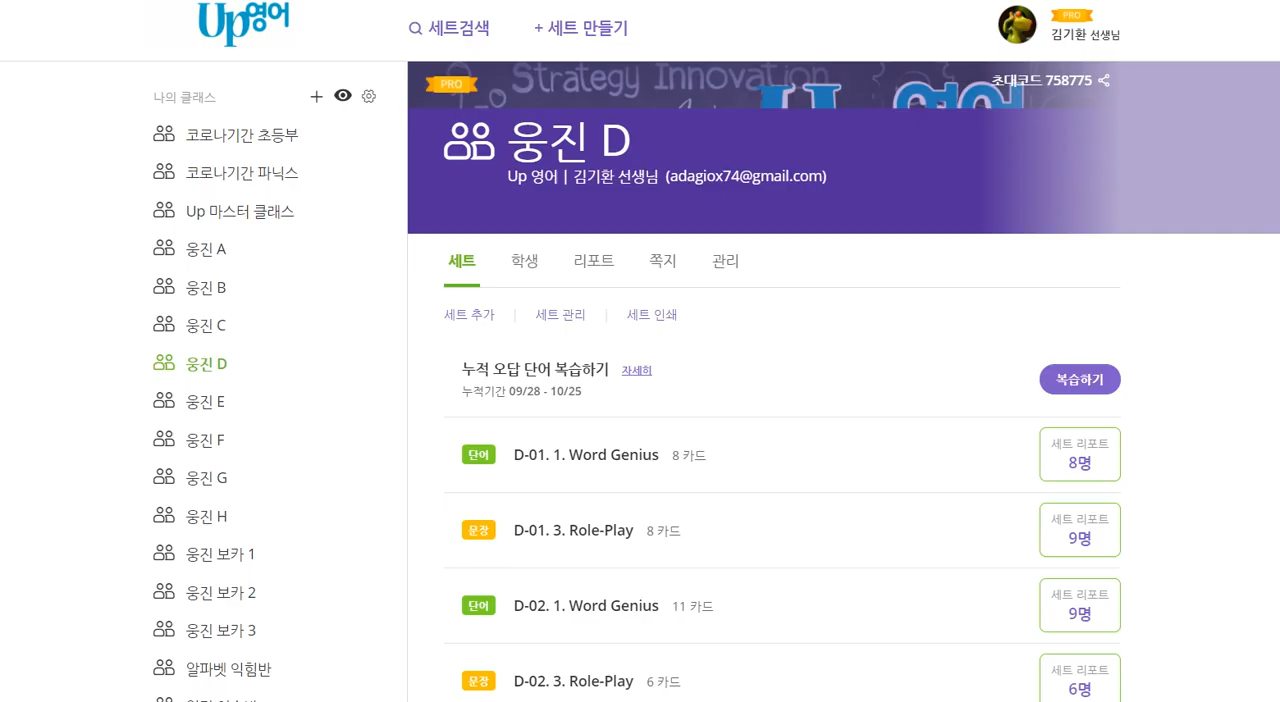 Up영어
세트검색
+ 세트 만들기
PRO
김기환 선생님
나의 클래스
코로나기간 초등부
코로나기간 파닉스
Up 마스터 클래스
웅진 A
웅진 B
웅진 C
웅진 D
웅진 E
웅진 F
웅진 G
웅진 H
웅진 보카 1
웅진 보카 2
웅진 보카 3
알파벳 익힘반
PRO
Strategy Innovation
초대코드 758775
웅진 D
Up 영어 | 김기환 선생님 (adagiox74@gmail.com)
세트 학생 리포트 쪽지 관리
세트 추가 | 세트 관리 | 세트 인쇄
누적 오답 단어 복습하기 자세히
누적기간 09/28 - 10/25
복습하기
단어 D-01. 1. Word Genius 8 카드
세트 리포트
8명
문장 D-01. 3. Role-Play 8 카드
세트 리포트
9명
단어 D-02. 1. Word Genius 11 카드
세트 리포트
9명
문장 D-02. 3. Role-Play 6 카드
세트 리포트
6명